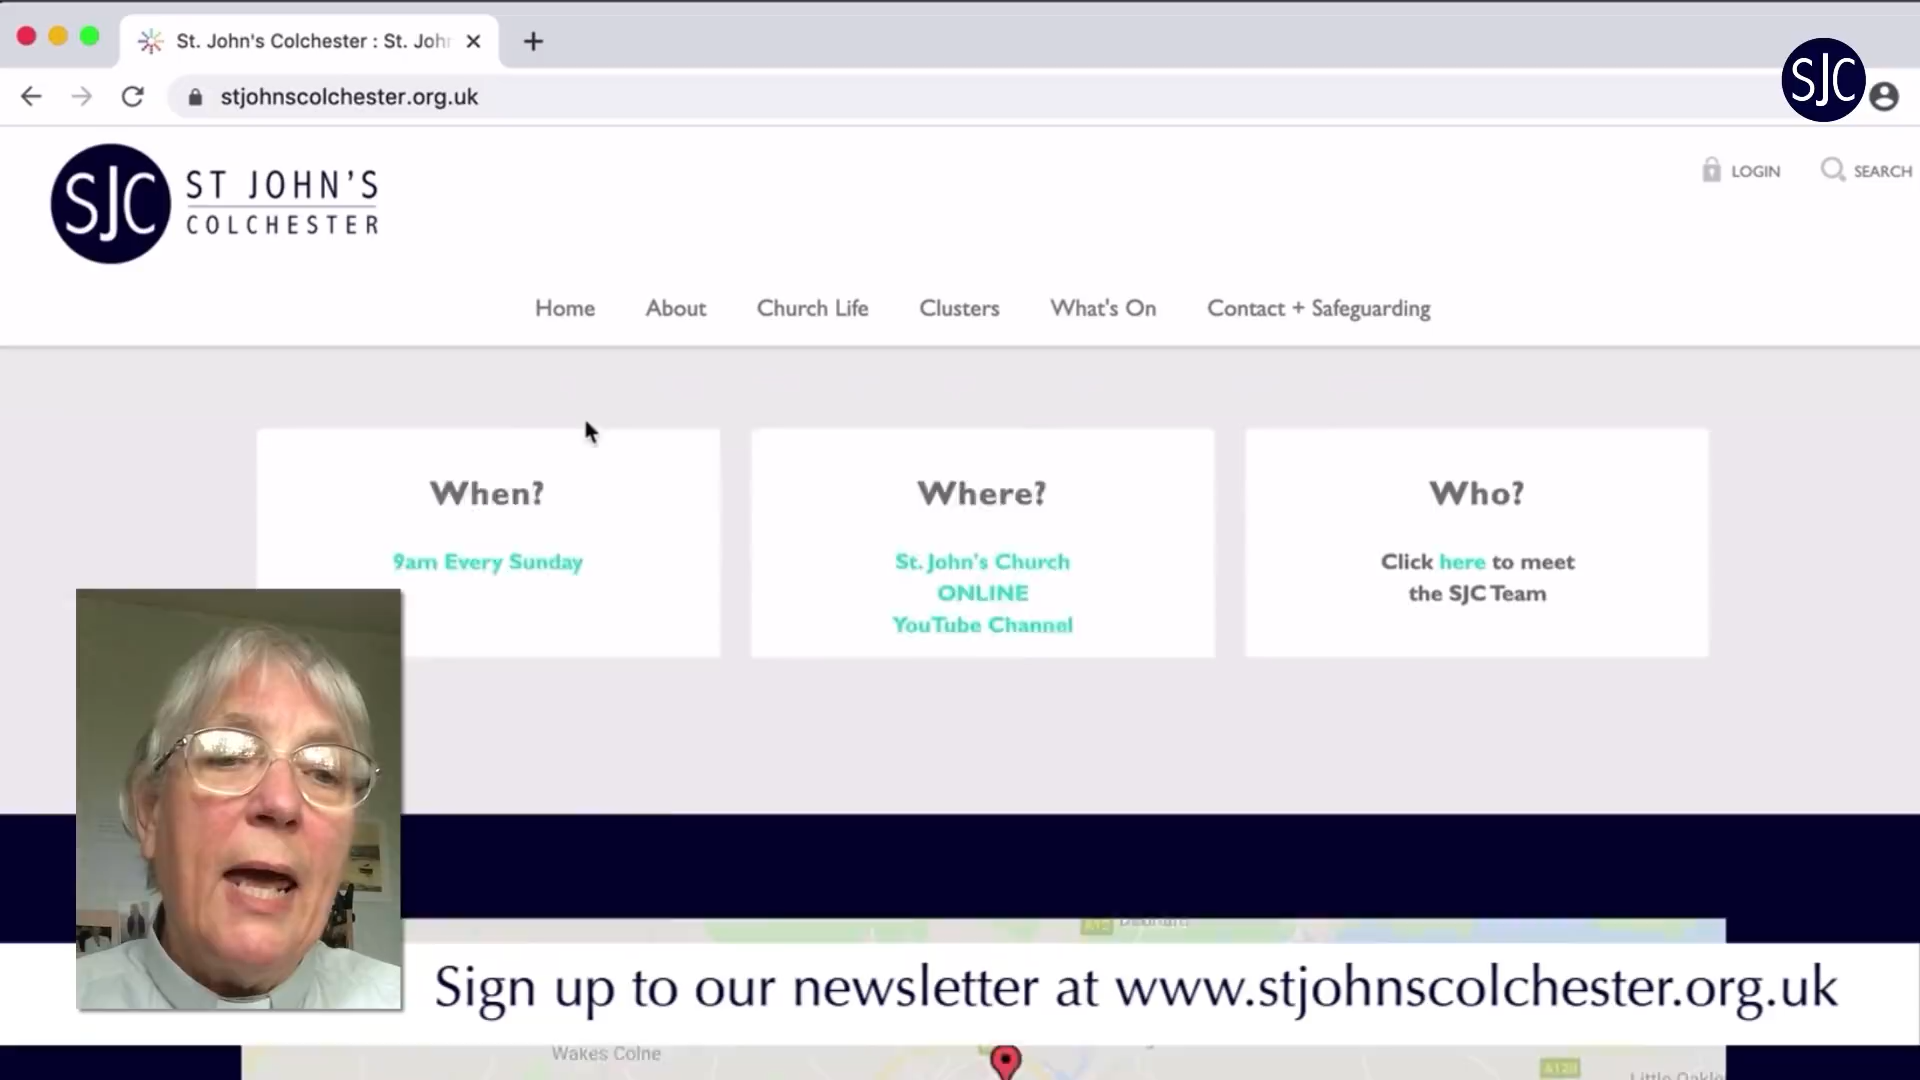 St. John's Colchester : St. Joh
stjohnscolchester.org.uk
SJC
SJC
ST JOHN'S
COLCHESTER
LOGIN
SEARCH
Home
About
Church Life
Clusters
What's On
Contact + Safeguarding
When?
9am Every Sunday
Where?
St. John's Church
ONLINE
YouTube Channel
Who?
Click here to meet
the SJC Team
Sign up to our newsletter at www.stjohnscolchester.org.uk
Wakes Colne
A120